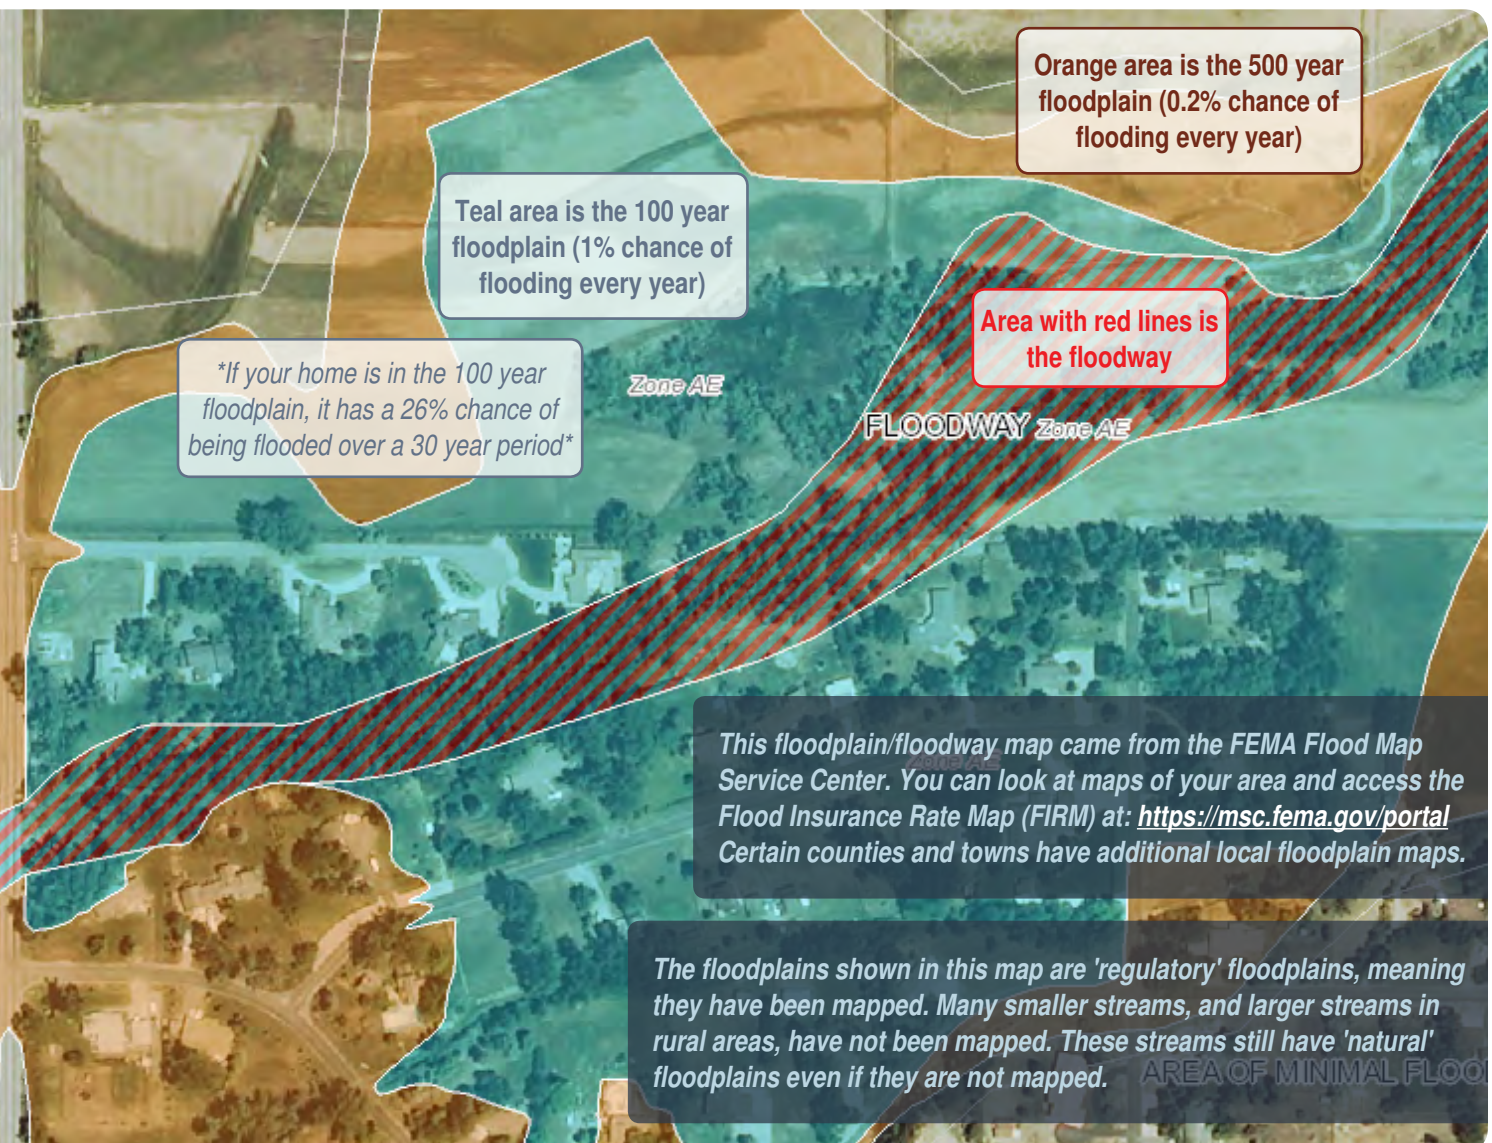 Orange area is the 500 year
floodplain (0.2% chance of
flooding every year)
Teal area is the 100 year
floodplain (1% chance of
flooding every year)
Area with red lines is
the floodway
*If your home is in the 100 year
floodplain, it has a 26% chance of
being flooded over a 30 year period*
Zone AE
FLOODWAY Zone AE
This floodplain/floodway map came from the FEMA Flood Map
Zone AE
Service Center. You can look at maps of your area and access the
Flood Insurance Rate Map (FIRM) at: https://msc.fema.gov/portal
Certain counties and towns have additional local floodplain maps.
The floodplains shown in this map are 'regulatory' floodplains, meaning
they have been mapped. Many smaller streams, and larger streams in
rural areas, have not been mapped. These streams still have 'natural'
floodplains even if they are not mapped.
AREA OF MINIMAL FLOO